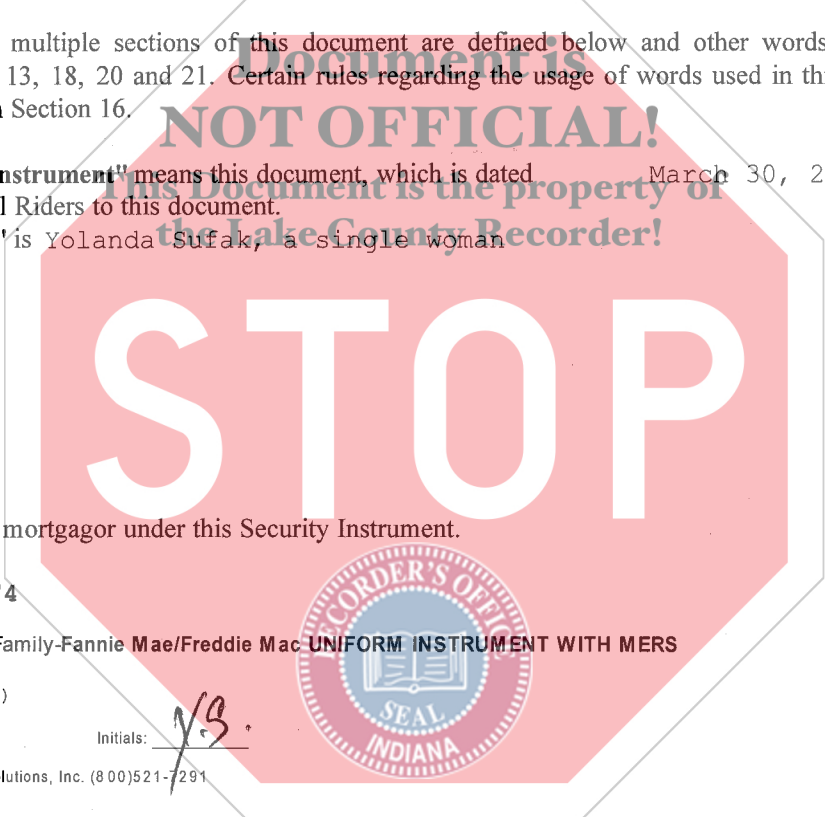 multiple sections of this document are defined below and other words
Document is
13, 18, 20 and 21. Certain rules regarding the usage of words used in thi
Section 16.
NOT OFFICIAL!
nstrument" means this document, which is dated March 30, 2
This Document is the property of
l Riders to this document.
the Lake County Recorder!
" is Yolanda Sufak, a single woman
STOP
mortgagor under this Security Instrument.
4
Family-Fannie Mae/Freddie Mac UNIFORM INSTRUMENT WITH MERS
)
Initials: Y.S.
lutions, Inc. (800)521-7291
RECORDER'S OFFICE
SEAL
INDIANA